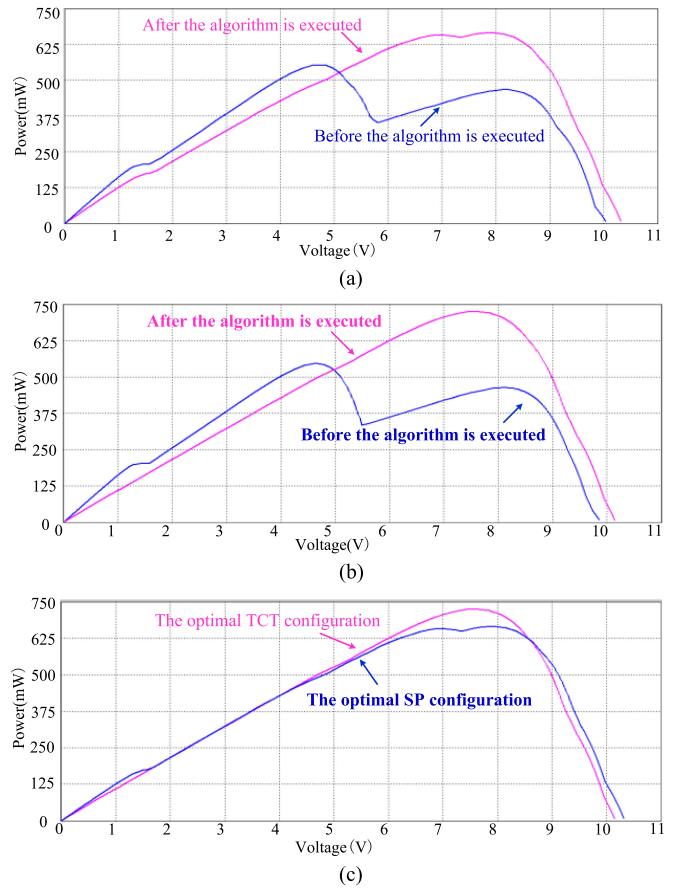 750
625
500
375
250
125
0
Power(mW)
After the algorithm is executed
Before the algorithm is executed
0 1 2 3 4 5 6 7 8 9 10 11
Voltage(V)
(a)
750
625
500
375
250
125
0
Power(mW)
After the algorithm is executed
Before the algorithm is executed
0 1 2 3 4 5 6 7 8 9 10 11
Voltage(V)
(b)
750
625
500
375
250
125
0
Power(mW)
The optimal TCT configuration
The optimal SP configuration
0 1 2 3 4 5 6 7 8 9 10 11
Voltage(V)
(c)